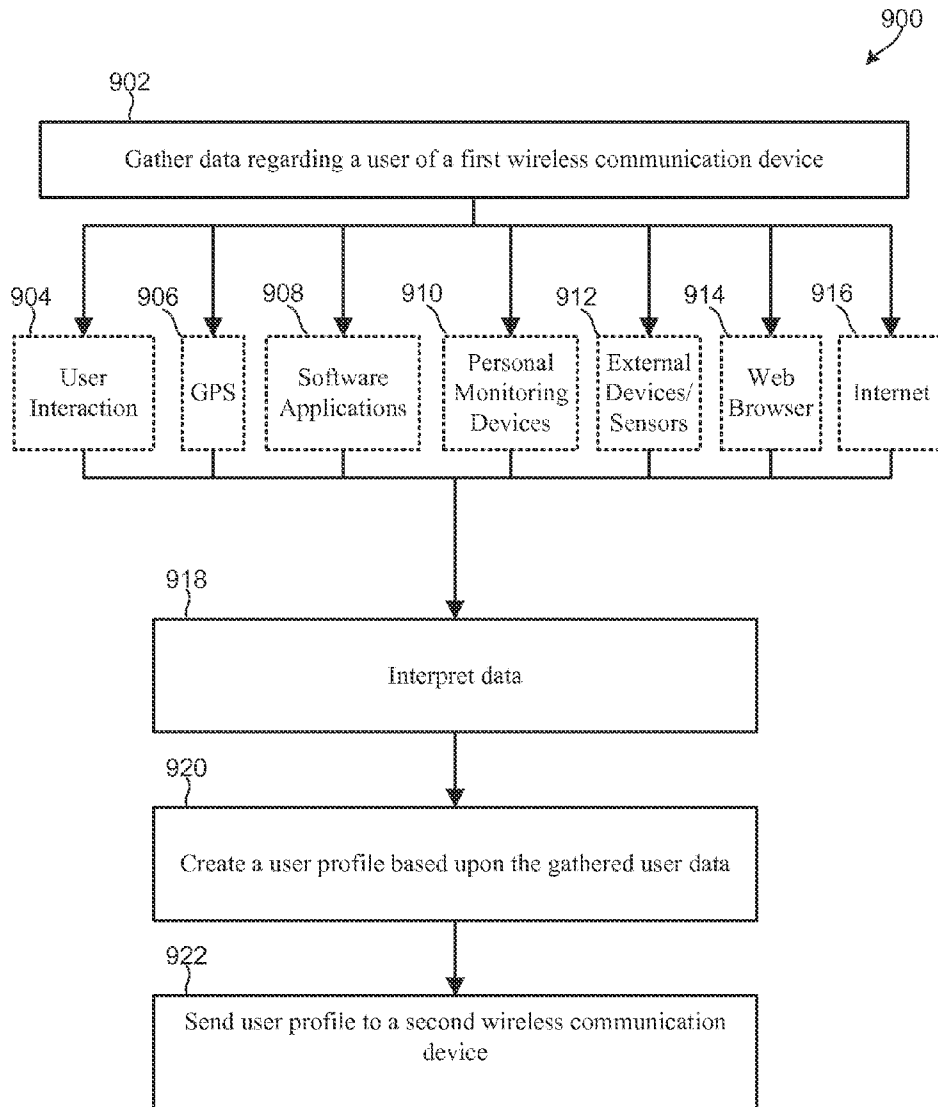 900
902
Gather data regarding a user of a first wireless communication device
904
906
908
910
912
914
916
User
Interaction
GPS
Software
Applications
Personal
Monitoring
Devices
External
Devices/
Sensors
Web
Browser
Internet
918
Interpret data
920
Create a user profile based upon the gathered user data
922
Send user profile to a second wireless communication
device